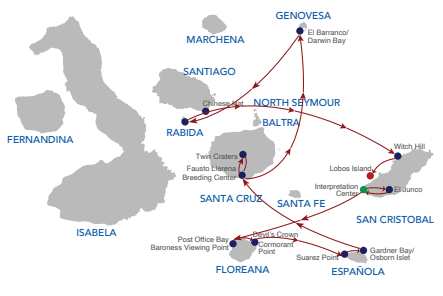 GENOVESA
El Barranco/
Darwin Bay
MARCHENA
SANTIAGO
Chinese Hat
NORTH SEYMOUR
RABIDA
BALTRA
FERNANDINA
Witch Hill
Twin Craters
Lobos Island
Fausto Llerena
Breeding Center
Interpretation
Center
El Junco
SANTA CRUZ
SANTA FE
SAN CRISTOBAL
ISABELA
Devil's Crown
Post Office Bay
Baroness Viewing Point
Cormorant
Point
Gardner Bay/
Osborn Islet
Suarez Point
FLOREANA
ESPAÑOLA